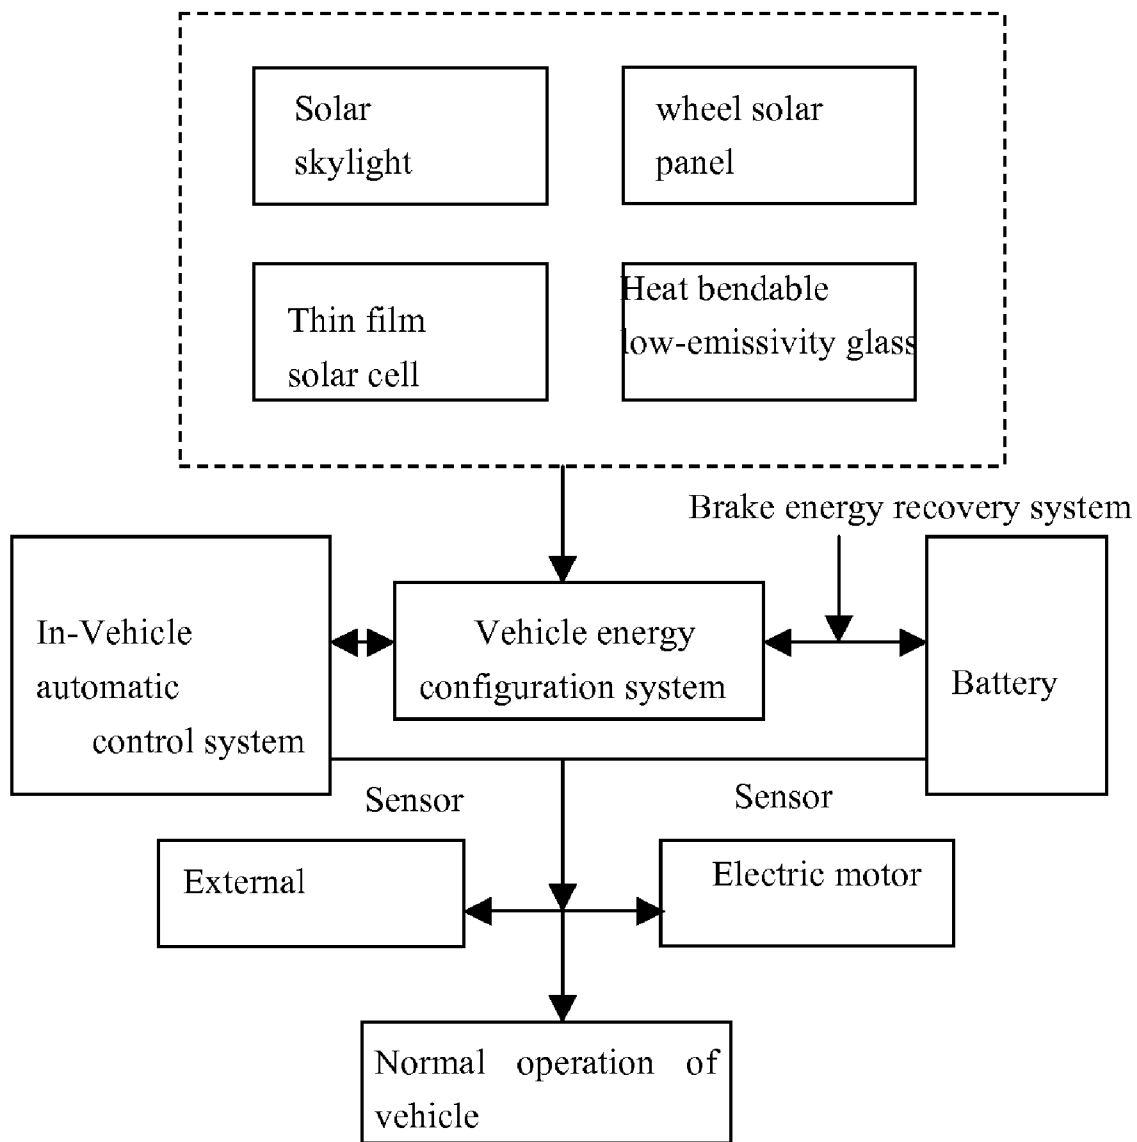 Solar
skylight
wheel solar
panel
Thin film
solar cell
Heat bendable
low-emissivity glass
Brake energy recovery system
In-Vehicle
automatic
control system
Vehicle energy
configuration system
Battery
Sensor
Sensor
External
Electric motor
Normal operation of
vehicle